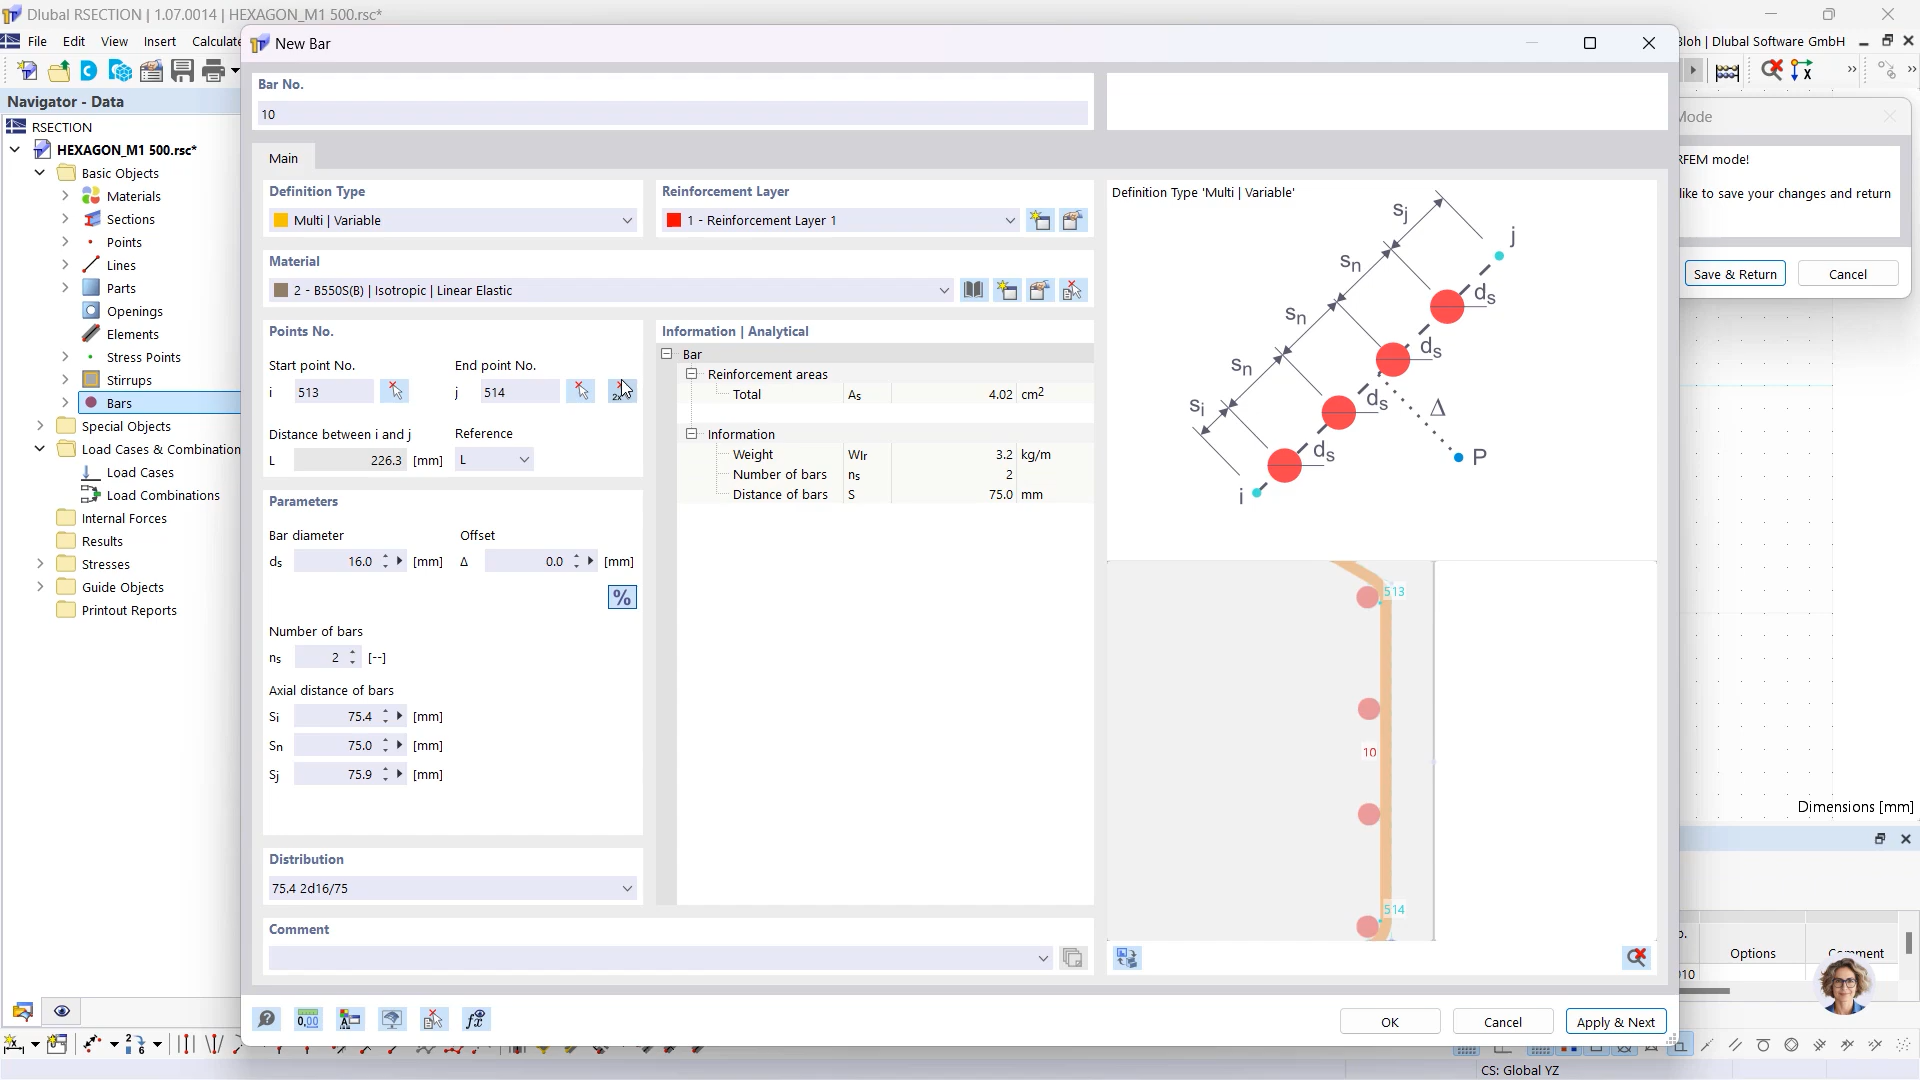 Dlubal RSECTION | 1.07.0014 | HEXAGON_M1 500.rsc*
File Edit View Insert Calculat
Bloh | Dlubal Software GmbH
New Bar
Navigator - Data
RSECTION
HEXAGON_M1 500.rsc*
Basic Objects
Materials
Sections
Points
Lines
Parts
Openings
Elements
Stress Points
Stirrups
Bars
Special Objects
Load Cases & Combination
Load Cases
Load Combinations
Internal Forces
Results
Stresses
Guide Objects
Printout Reports
Bar No.
10
Main
Definition Type
Multi | Variable
Reinforcement Layer
1 - Reinforcement Layer 1
Material
2 - B550S(B) | Isotropic | Linear Elastic
Points No.
Start point No. End point No.
i 513 j 514
Distance between i and j Reference
L 226.3 [mm] L
Parameters
Bar diameter Offset
ds 16.0 [mm] Δ 0.0 [mm]
%
Number of bars
ns 2 [--]
Axial distance of bars
Si 75.4 [mm]
Sn 75.0 [mm]
Sj 75.9 [mm]
Distribution
75.4 2d16/75
Comment
Information | Analytical
Bar
Reinforcement areas
Total As 4.02 cm2
Information
Weight Wlr 3.2 kg/m
Number of bars ns 2
Distance of bars S 75.0 mm
Definition Type 'Multi | Variable'
sj
j
sn
ds
sn
ds
sn
si
ds
Δ
ds
P
i
513
10
514
OK Cancel Apply & Next
Mode
RFEM mode!
like to save your changes and return
Save & Return Cancel
Dimensions [mm]
Options Comment
CS: Global YZ